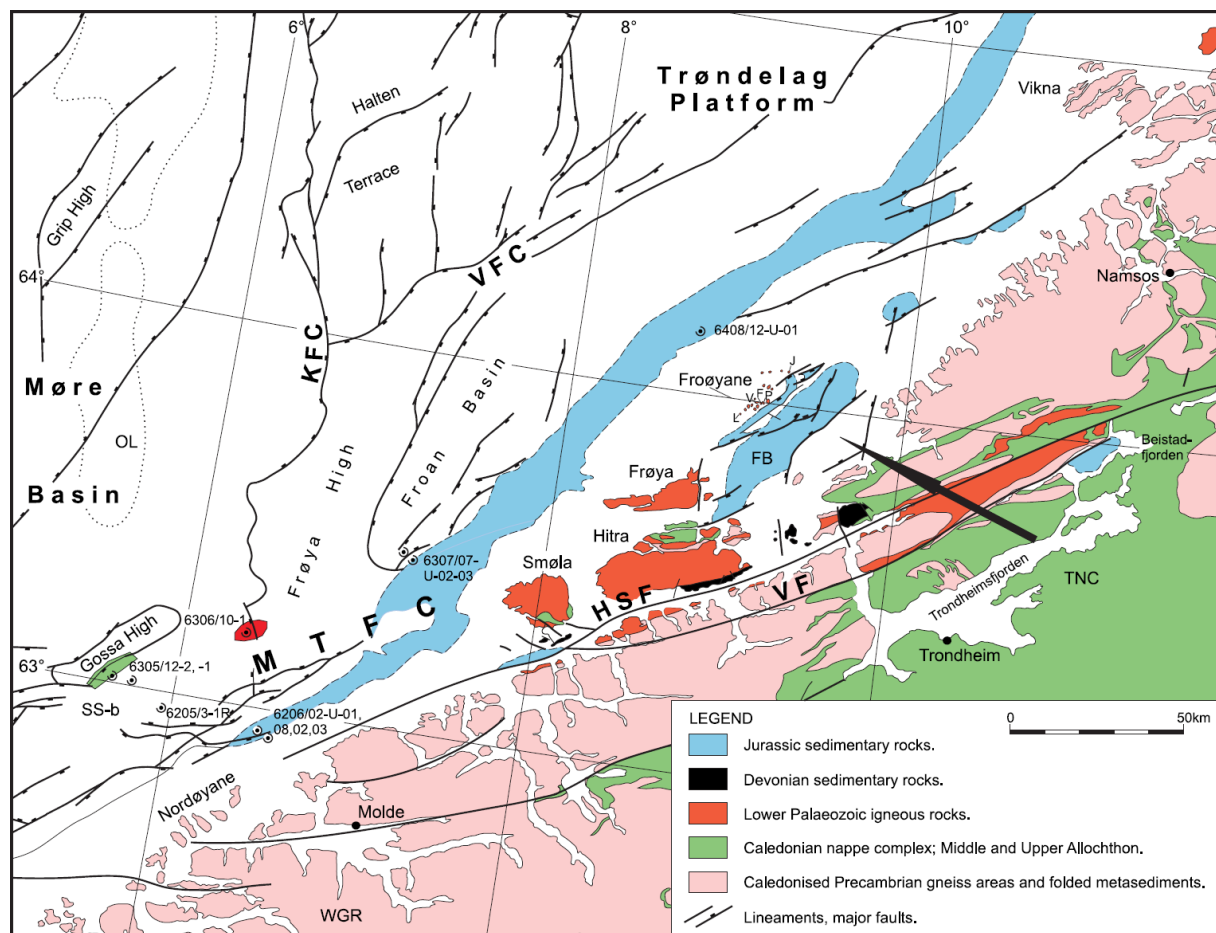 6°
8°
10°
Trøndelag
Platform
Vikna
Halten
Terrace
Grip High
64°
VFC
Namsos
KFC
6408/12-U-01
Møre
Basin
OL
Frøya High
Froan Basin
Froøyane
J
F
V
P
L
FB
Beistad-
fjorden
Frøya
Hitra
Smøla
6307/07-
U-02-03
HSF
VF
MTFC
TNC
Trondheimsfjorden
Trondheim
6306/10-1
Gossa High
63°
6305/12-2, -1
SS-b
6205/3-1R
6206/02-U-01,
08,02,03
Nordøyane
Molde
WGR
LEGEND
0
50km
Jurassic sedimentary rocks.
Devonian sedimentary rocks.
Lower Palaeozoic igneous rocks.
Caledonian nappe complex; Middle and Upper Allochthon.
Caledonised Precambrian gneiss areas and folded metasediments.
Lineaments, major faults.